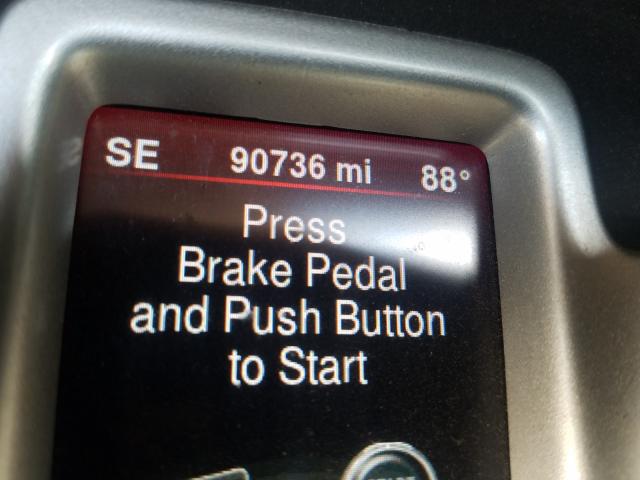 SE 90736 mi 88°
Press
Brake Pedal
and Push Button
to Start